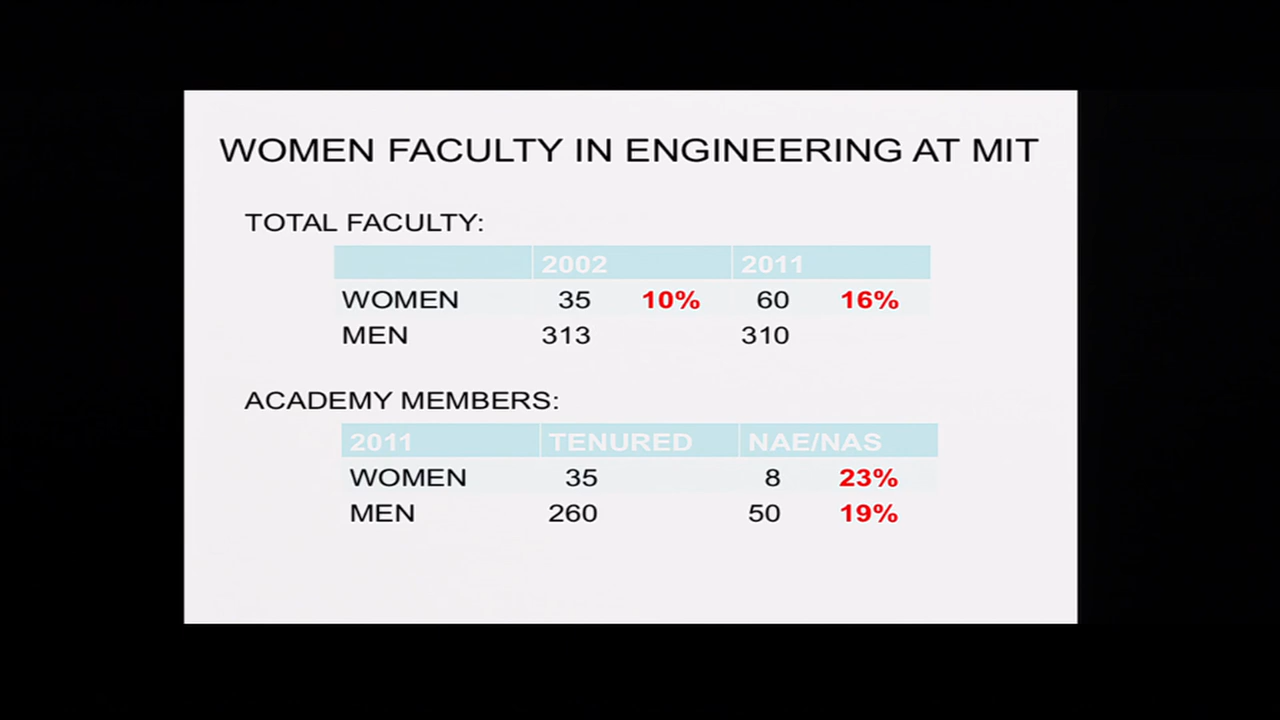 WOMEN FACULTY IN ENGINEERING AT MIT
TOTAL FACULTY:
2002 2011
WOMEN 35 10% 60 16%
MEN 313 310
ACADEMY MEMBERS:
2011 TENURED NAE/NAS
WOMEN 35 8 23%
MEN 260 50 19%